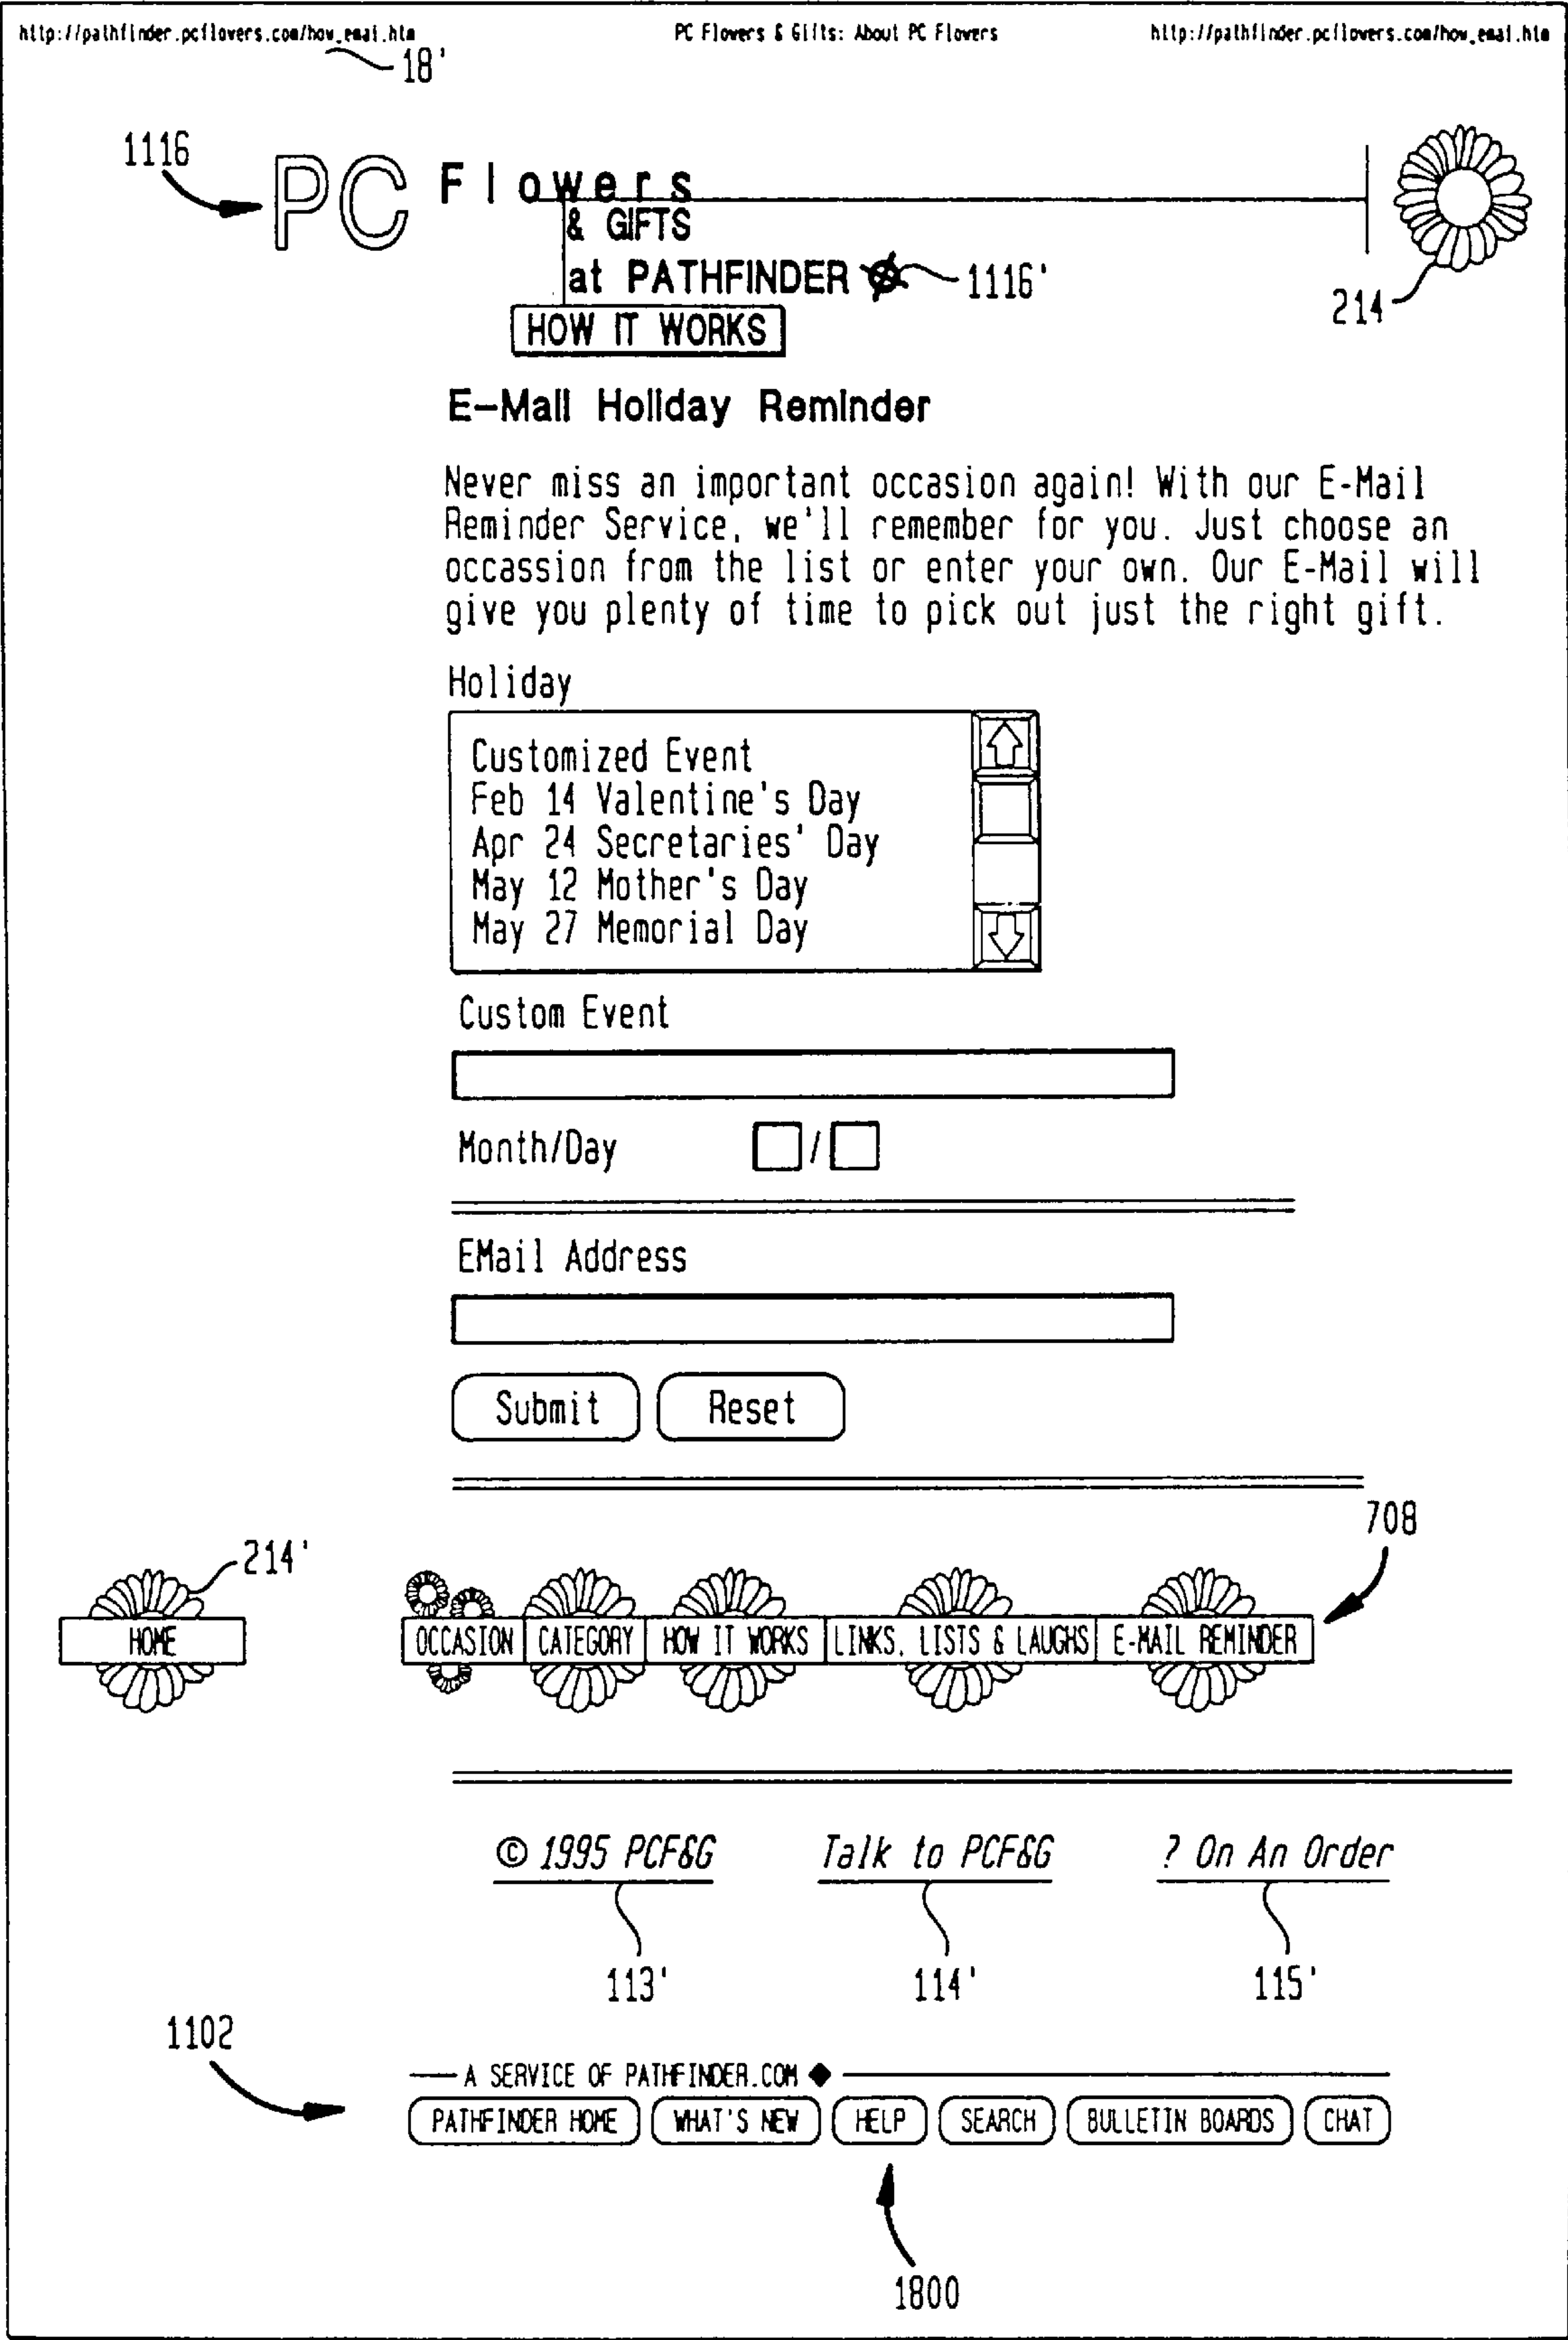 http://pathfinder.pcflowers.com/how_emai.htm PC Flowers & Gifts: About PC Flowers http://pathfinder.pcflowers.com/how_emai.htm
18'
1116
PC Flowers
& GIFTS
at PATHFINDER 1116'
214
HOW IT WORKS
E-Mail Holiday Reminder
Never miss an important occasion again! With our E-Mail
Reminder Service, we'll remember for you. Just choose an
occassion from the list or enter your own. Our E-Mail will
give you plenty of time to pick out just the right gift.
Holiday
Customized Event
Feb 14 Valentine's Day
Apr 24 Secretaries' Day
May 12 Mother's Day
May 27 Memorial Day
Custom Event
Month/Day /
EMail Address
Submit Reset
708
214'
HOME OCCASION CATEGORY HOW IT WORKS LINKS, LISTS & LAUGHS E-MAIL REMINDER
© 1995 PCF&G Talk to PCF&G ? On An Order
113' 114' 115'
1102
A SERVICE OF PATHFINDER.COM
PATHFINDER HOME WHAT'S NEW HELP SEARCH BULLETIN BOARDS CHAT
1800